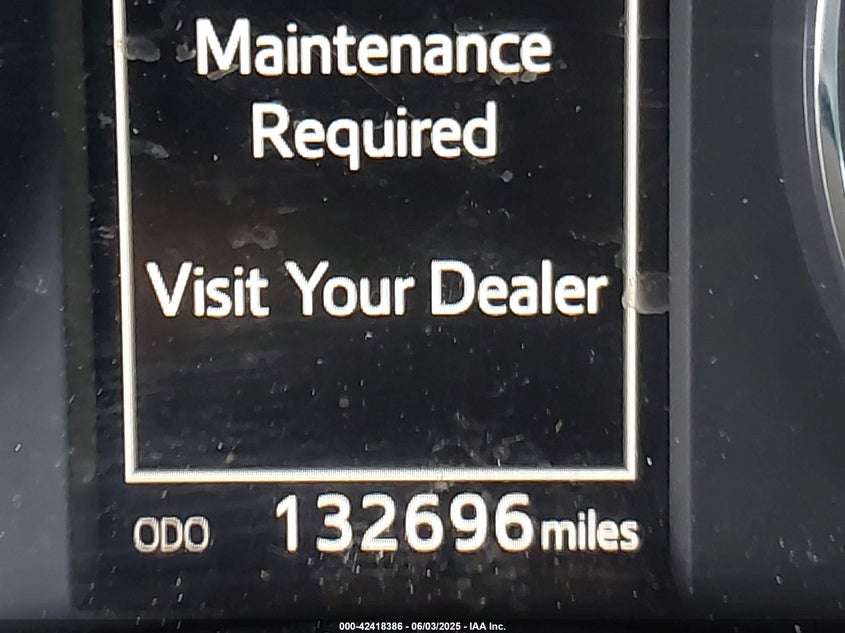 Maintenance
Required
Visit Your Dealer
ODO 132696 miles
000-42418386 - 06/03/2025 - IAA Inc.